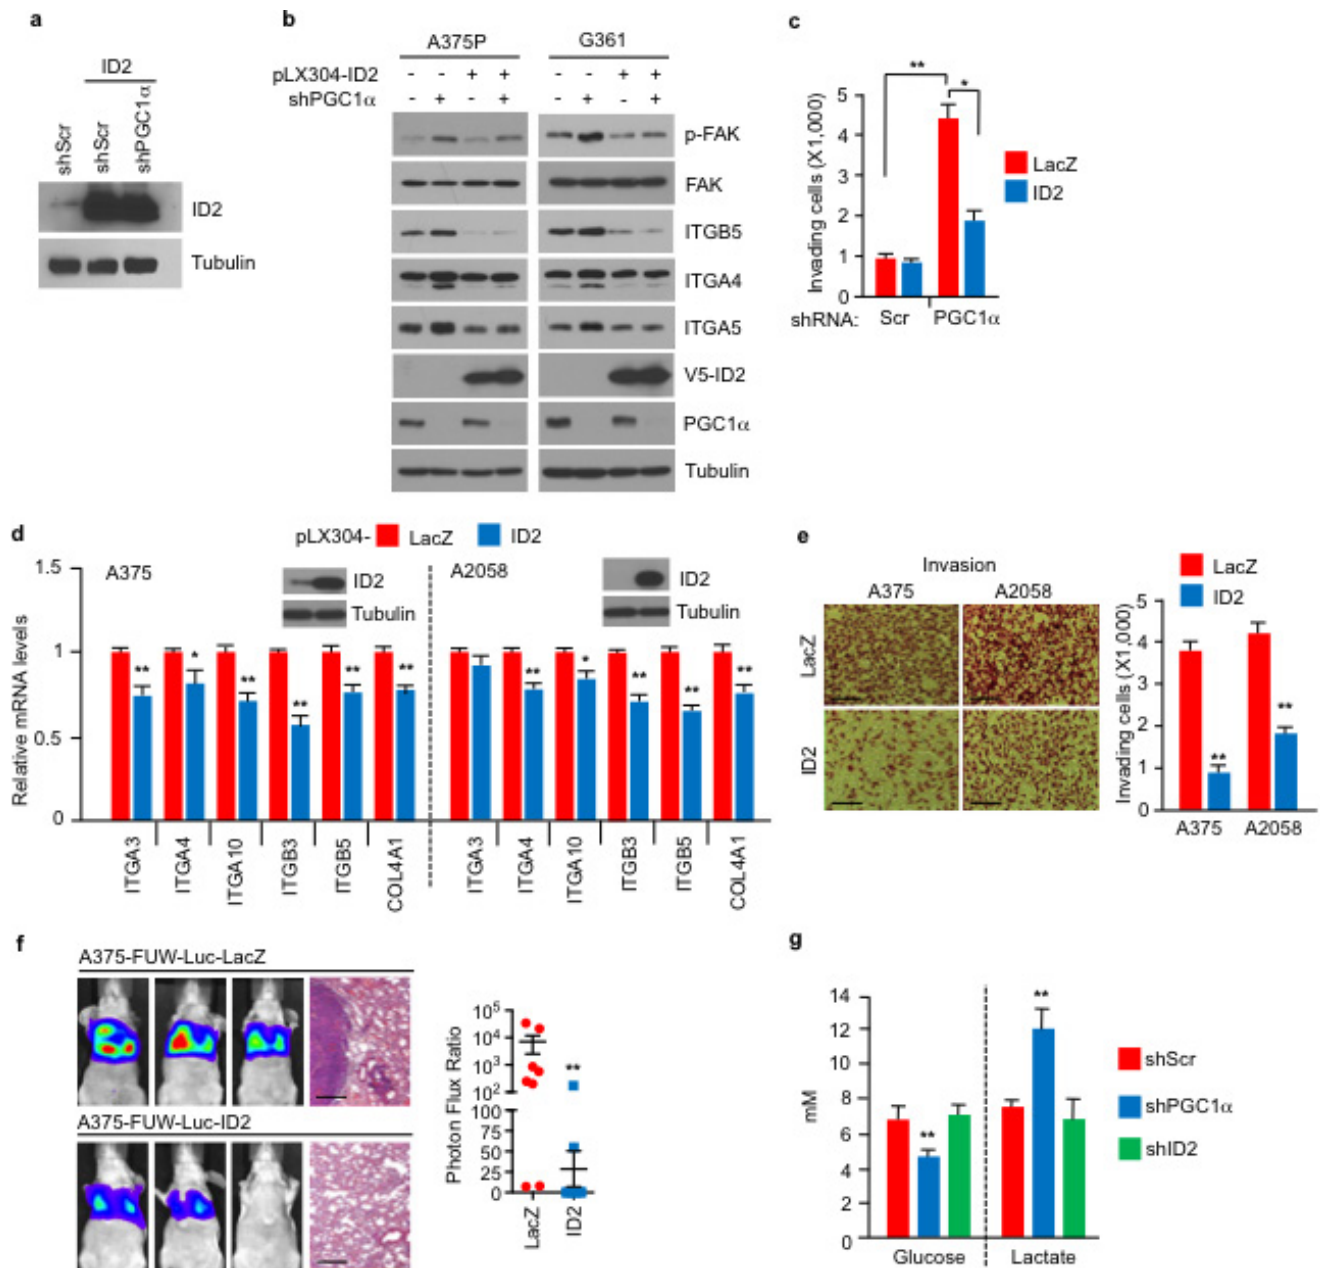 a
ID2
shScr
shScr
shPGC1α
ID2
Tubulin
b
A375P
G361
pLX304-ID2 - - + + - - + +
shPGC1α - + - + - + - +
p-FAK
FAK
ITGB5
ITGA4
ITGA5
V5-ID2
PGC1α
Tubulin
c
** *
Invading cells (X1,000)
5
4
3
2
1
0
LacZ
ID2
shRNA: Scr PGC1α
d
pLX304- LacZ ID2
Relative mRNA levels
1.5
1
0.5
0
A375
ID2
Tubulin
** * ** ** ** **
ITGA3
ITGA4
ITGA10
ITGB3
ITGB5
COL4A1
A2058
ID2
Tubulin
** * ** ** **
ITGA3
ITGA4
ITGA10
ITGB3
ITGB5
COL4A1
e
Invasion
A375 A2058
LacZ
ID2
LacZ
ID2
Invading cells (X1,000)
5
4
3
2
1
0
** **
A375 A2058
f
A375-FUW-Luc-LacZ
A375-FUW-Luc-ID2
Photon Flux Ratio
10⁵
10⁴
10³
10²
100
75
50
25
0
**
LacZ
ID2
g
mM
14
12
10
8
6
4
2
0
** **
Glucose Lactate
shScr
shPGC1α
shID2